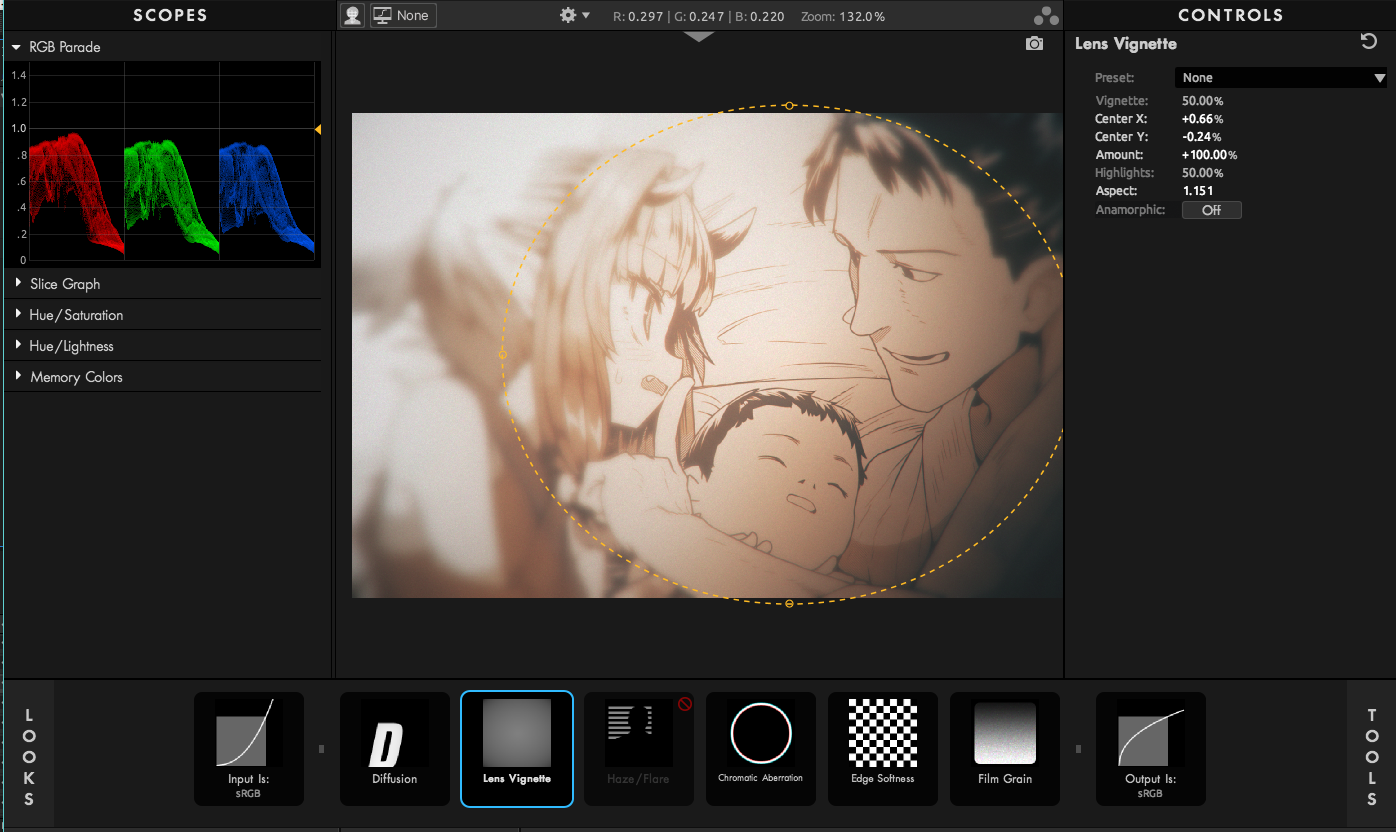 SCOPES
None
R: 0.297 | G: 0.247 | B: 0.220 Zoom: 132.0%
CONTROLS
RGB Parade
1.4
1.2
1.0
.8
.6
.4
.2
0
Slice Graph
Hue/Saturation
Hue/Lightness
Memory Colors
Lens Vignette
Preset: None
Vignette: 50.00%
Center X: +0.66%
Center Y: -0.24%
Amount: +100.00%
Highlights: 50.00%
Aspect: 1.151
Anamorphic: Off
LOOKS
Input Is:
sRGB
D
Diffusion
Lens Vignette
Haze/Flare
Chromatic Aberration
Edge Softness
Film Grain
Output Is:
sRGB
TOOLS